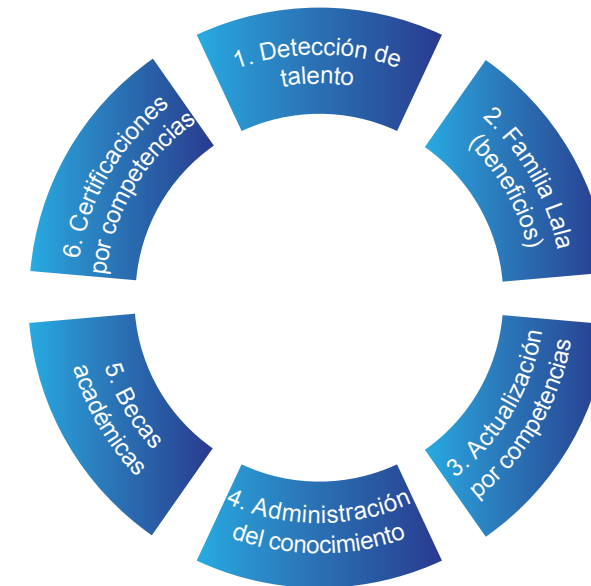 1. Detección de
talento
2. Familia Lala
(beneficios)
3. Actualización
por competencias
4. Administración
del conocimiento
5. Becas
académicas
6. Certificaciones
por competencias